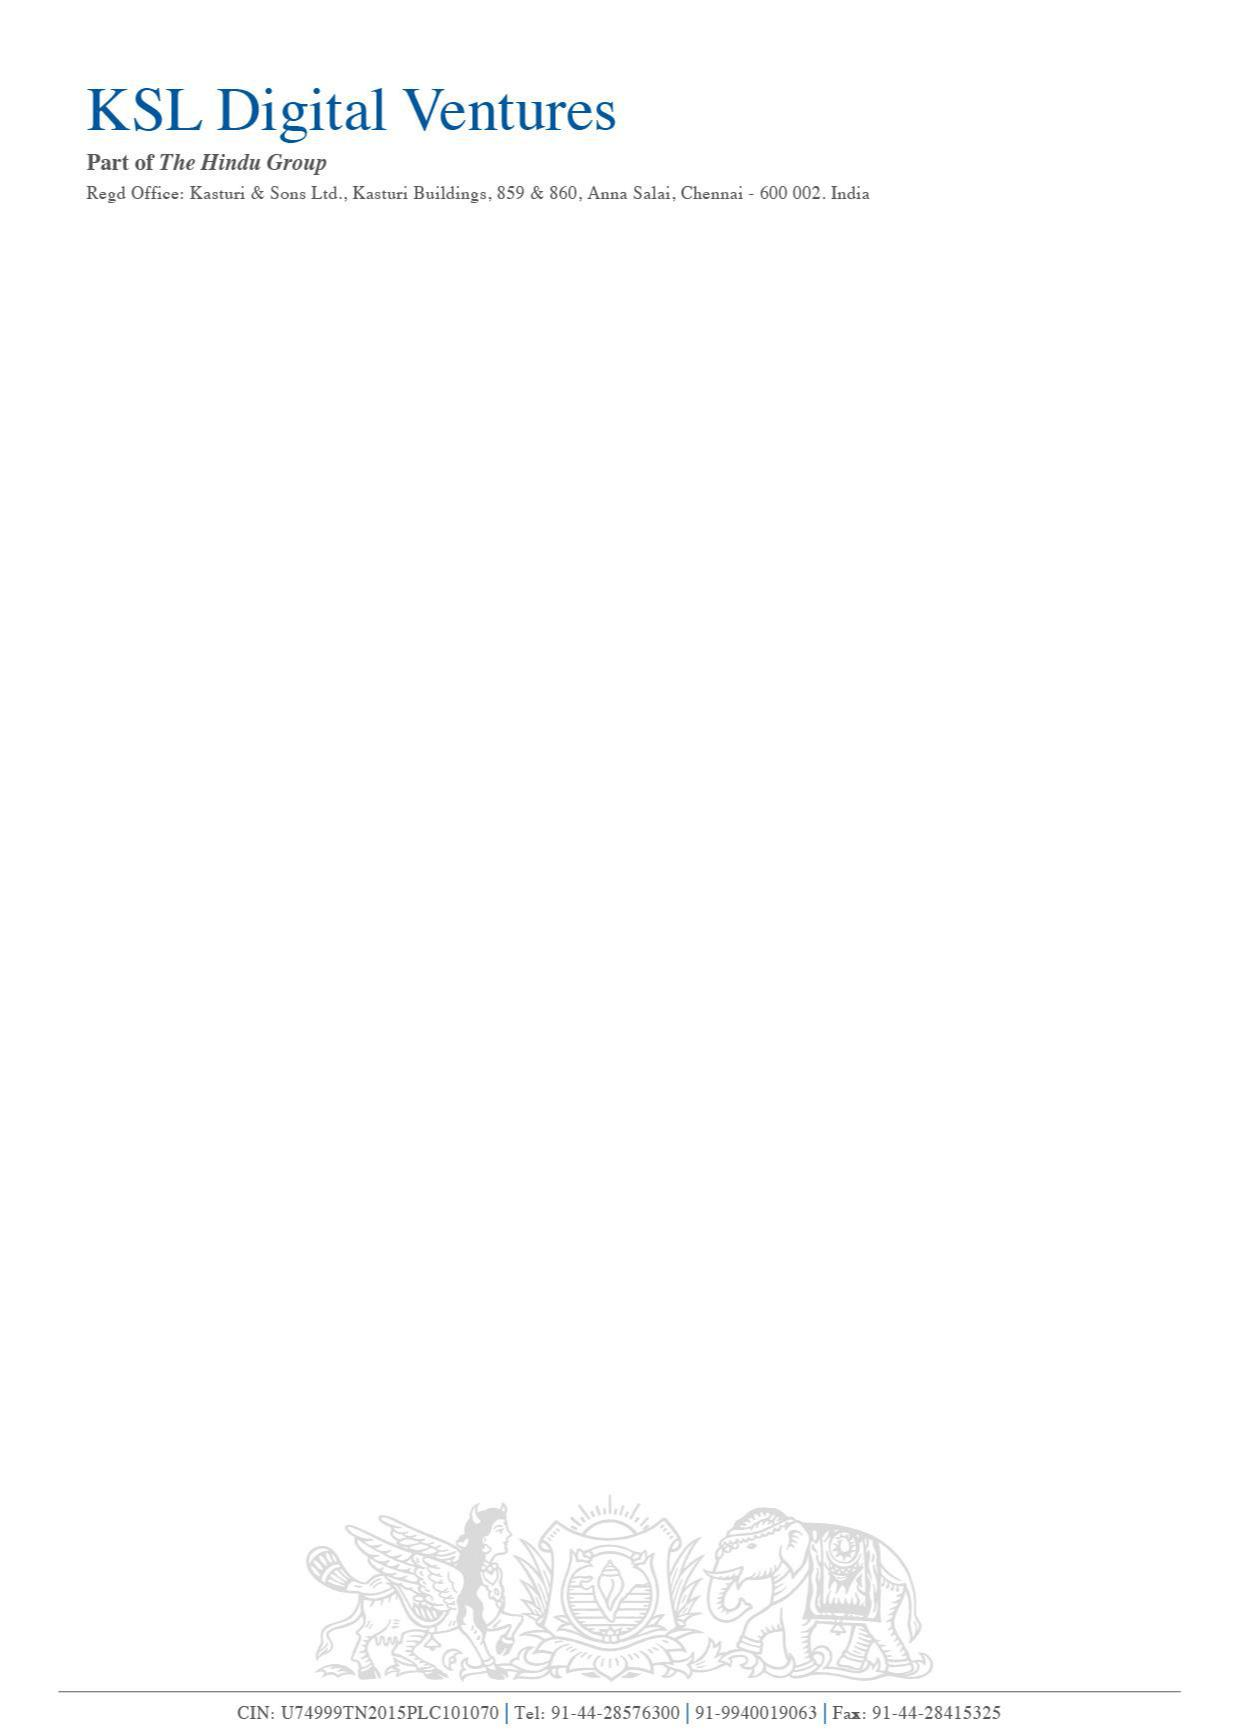 KSL Digital Ventures
Part of The Hindu Group
Regd Office: Kasturi & Sons Ltd., Kasturi Buildings, 859 & 860, Anna Salai, Chennai - 600 002. India
CIN: U74999TN2015PLC101070 | Tel: 91-44-28576300 | 91-9940019063 | Fax: 91-44-28415325